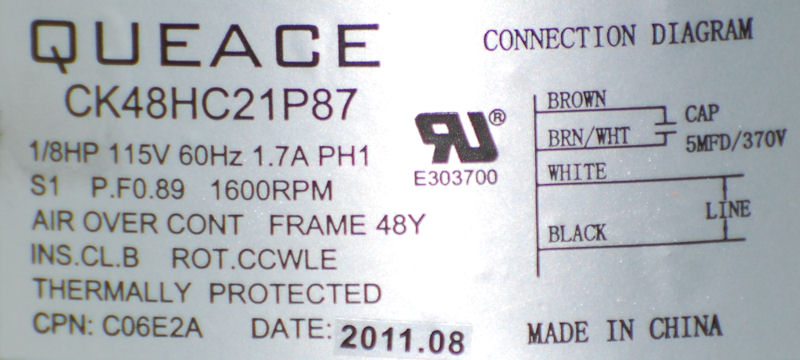 QUEACE
CK48HC21P87
1/8HP 115V 60Hz 1.7A PH1
S1 P.F0.89 1600RPM
AIR OVER CONT FRAME 48Y
INS.CL.B ROT.CCWLE
THERMALLY PROTECTED
CPN: C06E2A DATE: 2011.08
RU®
E303700
CONNECTION DIAGRAM
BROWN
CAP
BRN/WHT
5MFD/370V
WHITE
LINE
BLACK
MADE IN CHINA